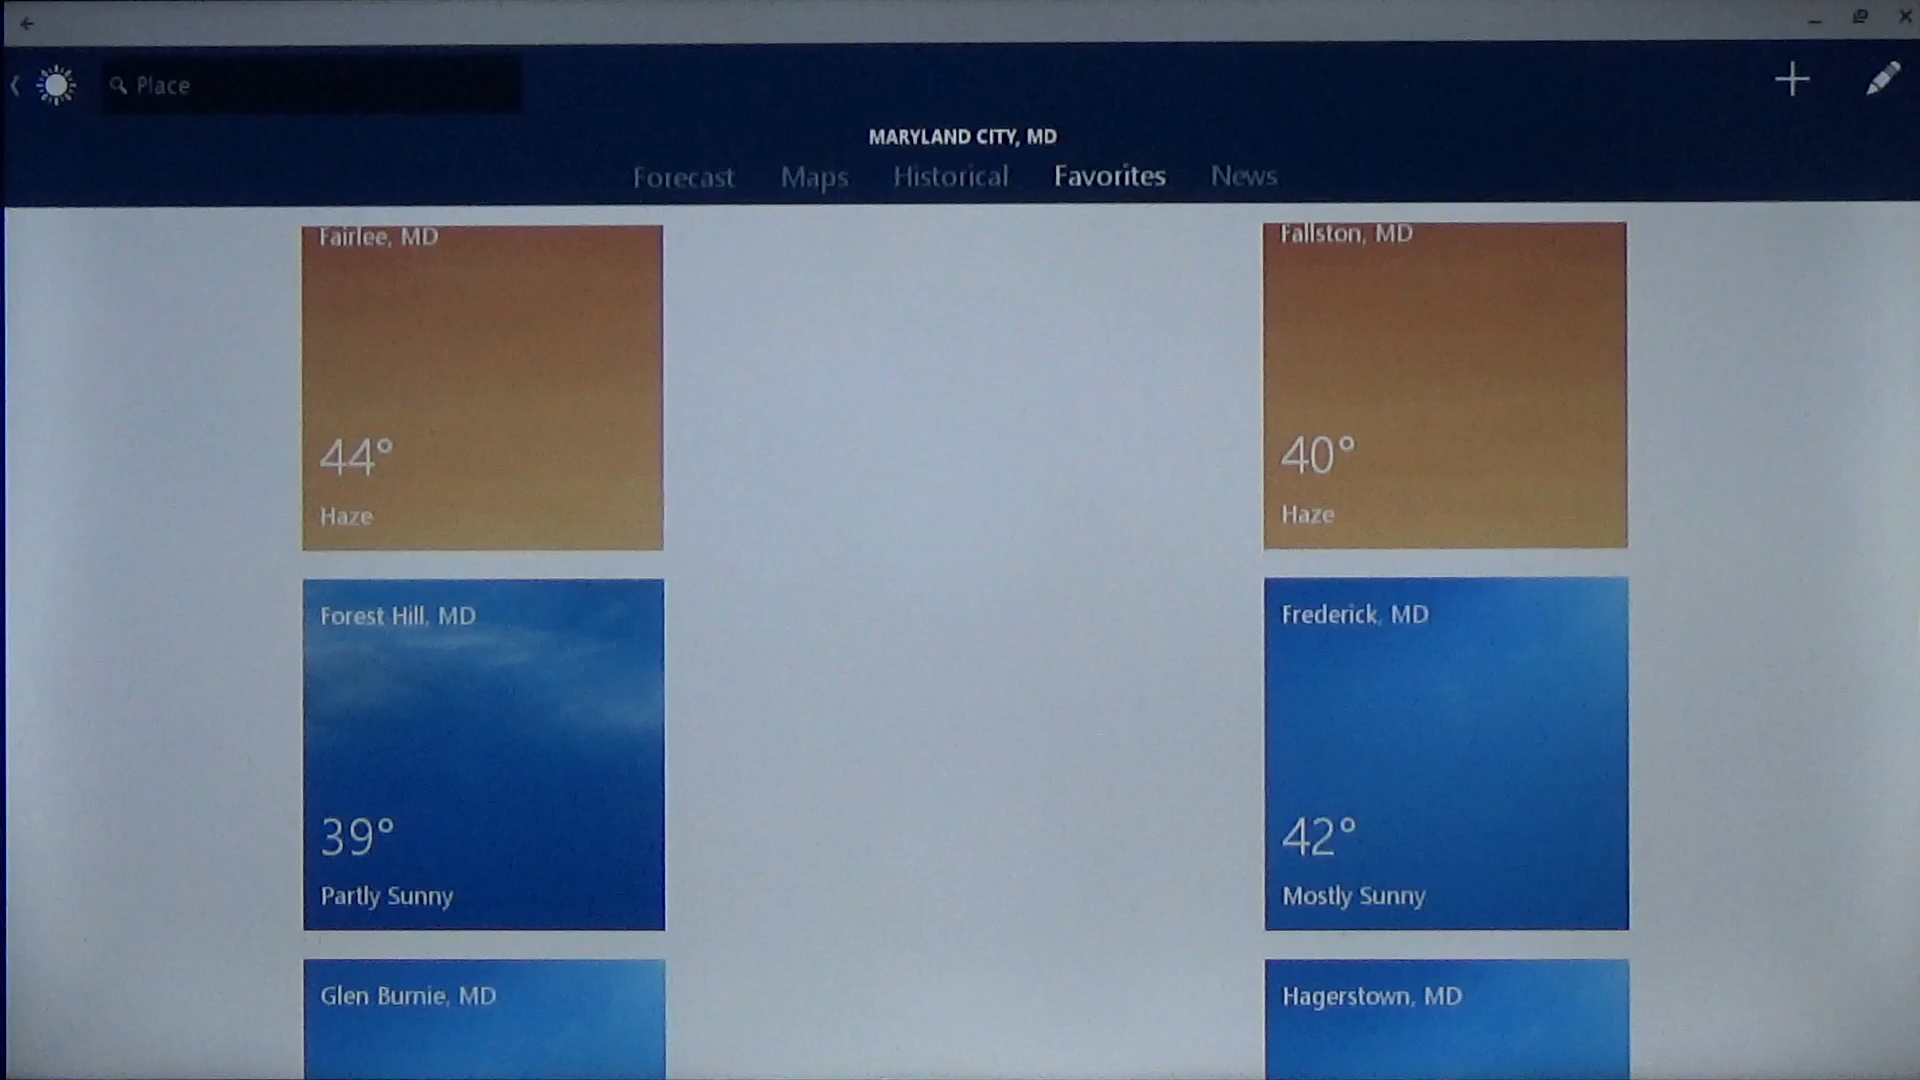 Place
MARYLAND CITY, MD
Forecast Maps Historical Favorites News
Fairlee, MD
44°
Haze
Fallston, MD
40°
Haze
Forest Hill, MD
39°
Partly Sunny
Frederick, MD
42°
Mostly Sunny
Glen Burnie, MD
Hagerstown, MD